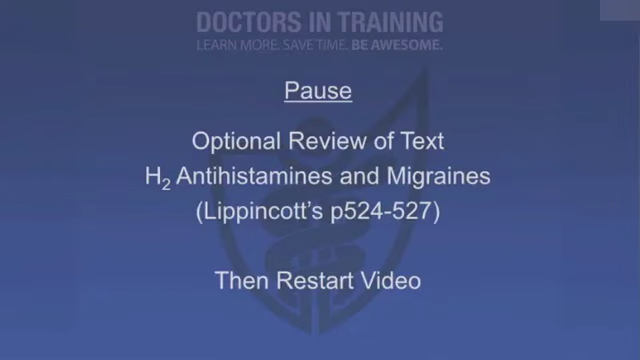 DOCTORS IN TRAINING
LEARN MORE. SAVE TIME. BE AWESOME.
Pause
Optional Review of Text
H₂ Antihistamines and Migraines
(Lippincott's p524-527)
Then Restart Video